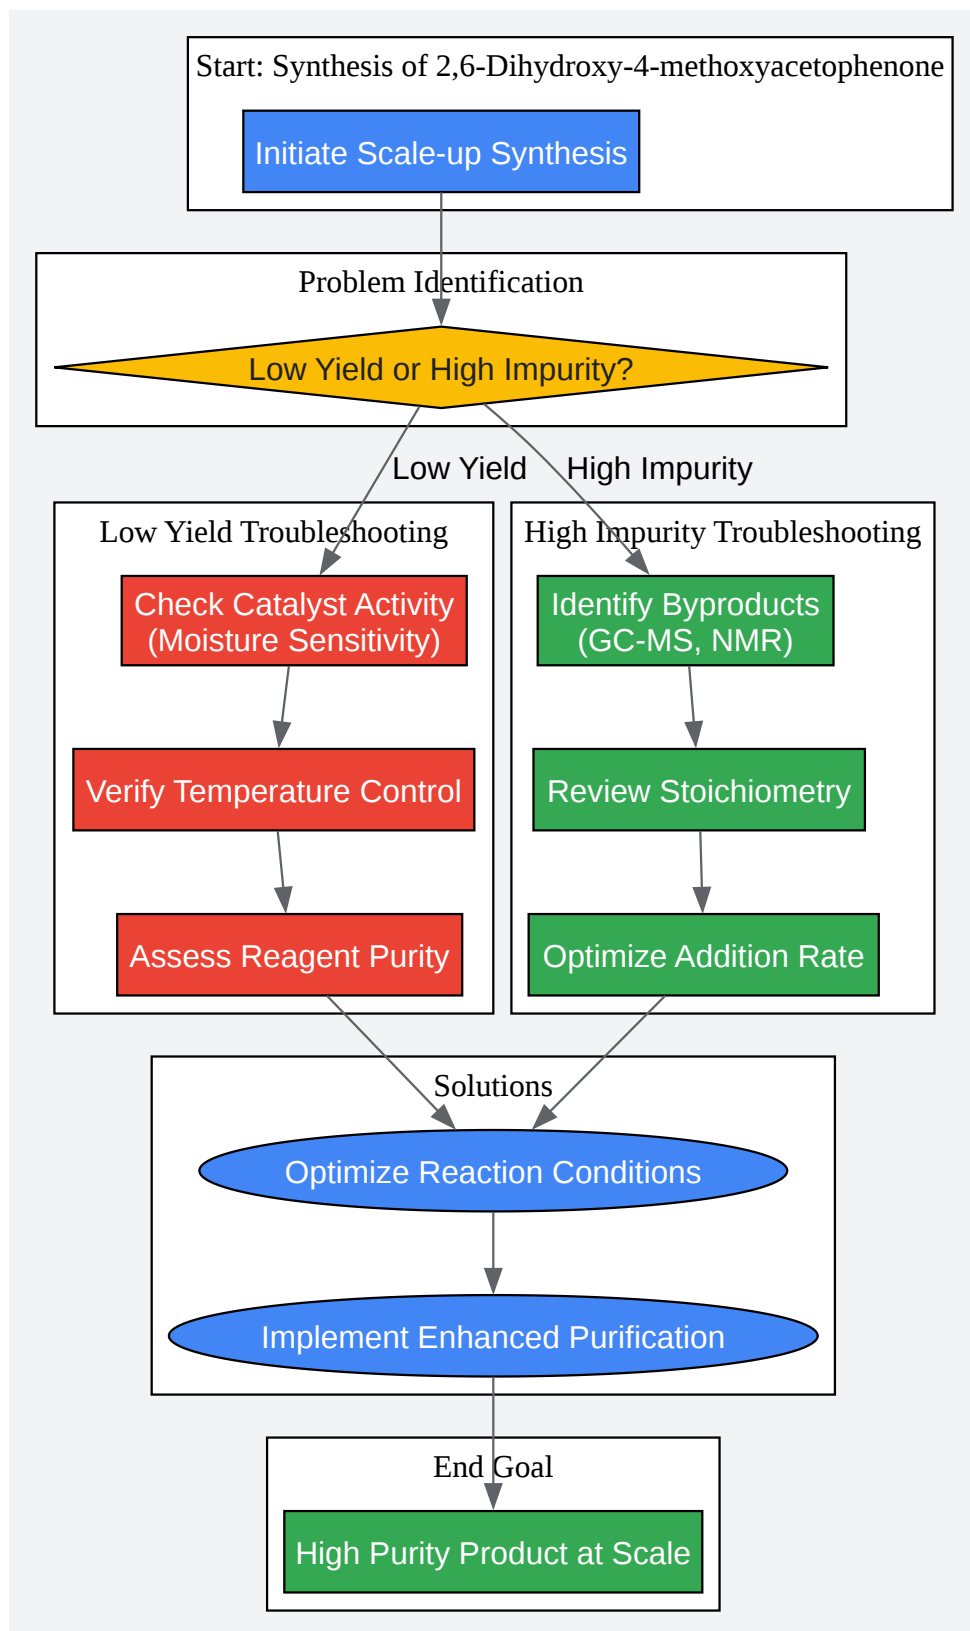 Start: Synthesis of 2,6-Dihydroxy-4-methoxyacetophenone
Initiate Scale-up Synthesis
Problem Identification
Low Yield or High Impurity?
Low Yield
High Impurity
Low Yield Troubleshooting
Check Catalyst Activity
(Moisture Sensitivity)
Verify Temperature Control
Assess Reagent Purity
High Impurity Troubleshooting
Identify Byproducts
(GC-MS, NMR)
Review Stoichiometry
Optimize Addition Rate
Solutions
Optimize Reaction Conditions
Implement Enhanced Purification
End Goal
High Purity Product at Scale